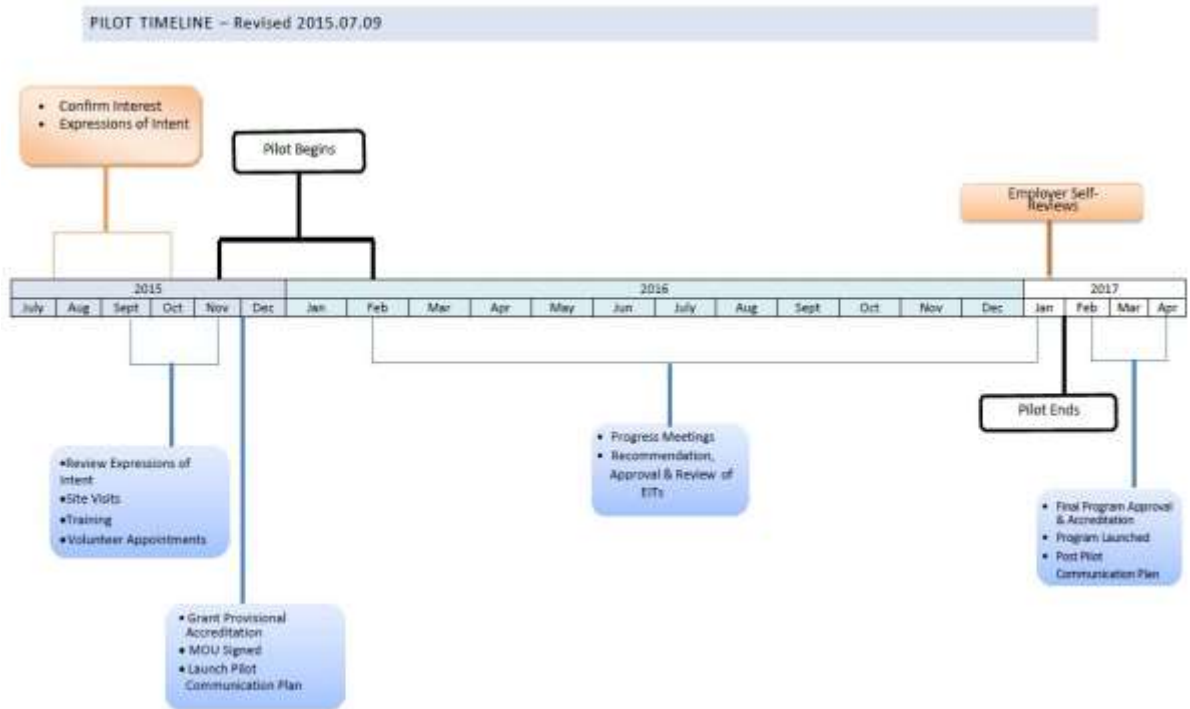 PILOT TIMELINE – Revised 2015.07.09
• Confirm Interest
• Expressions of Intent
Pilot Begins
Employer Self-
Reviews
2015 2016 2017
July Aug Sept Oct Nov Dec Jan Feb Mar Apr May Jun July Aug Sept Oct Nov Dec Jan Feb Mar Apr
Pilot Ends
•Review Expressions of
Intent
•Site Visits
•Training
•Volunteer Appointments
• Progress Meetings
• Recommendation,
Approval & Review of
EITs
• Final Program Approval
& Accreditation
• Program Launched
• Post Pilot
Communication Plan
• Grant Provisional
Accreditation
• MOU Signed
• Launch Pilot
Communication Plan